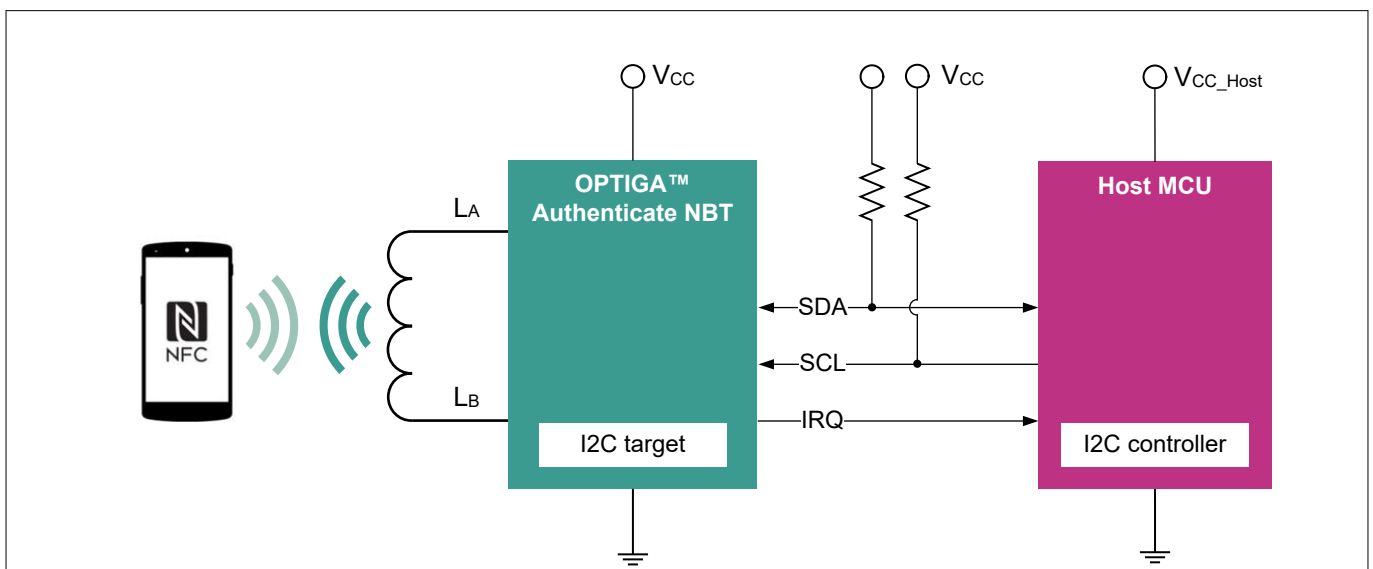 VCC
VCC
VCC_Host
OPTIGA™
Authenticate NBT
Host MCU
LA
SDA
NFC
SCL
LB
IRQ
I2C target
I2C controller